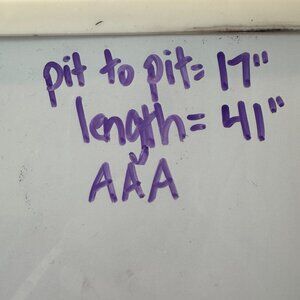 pit to pit= 17"
length= 41"
AAA